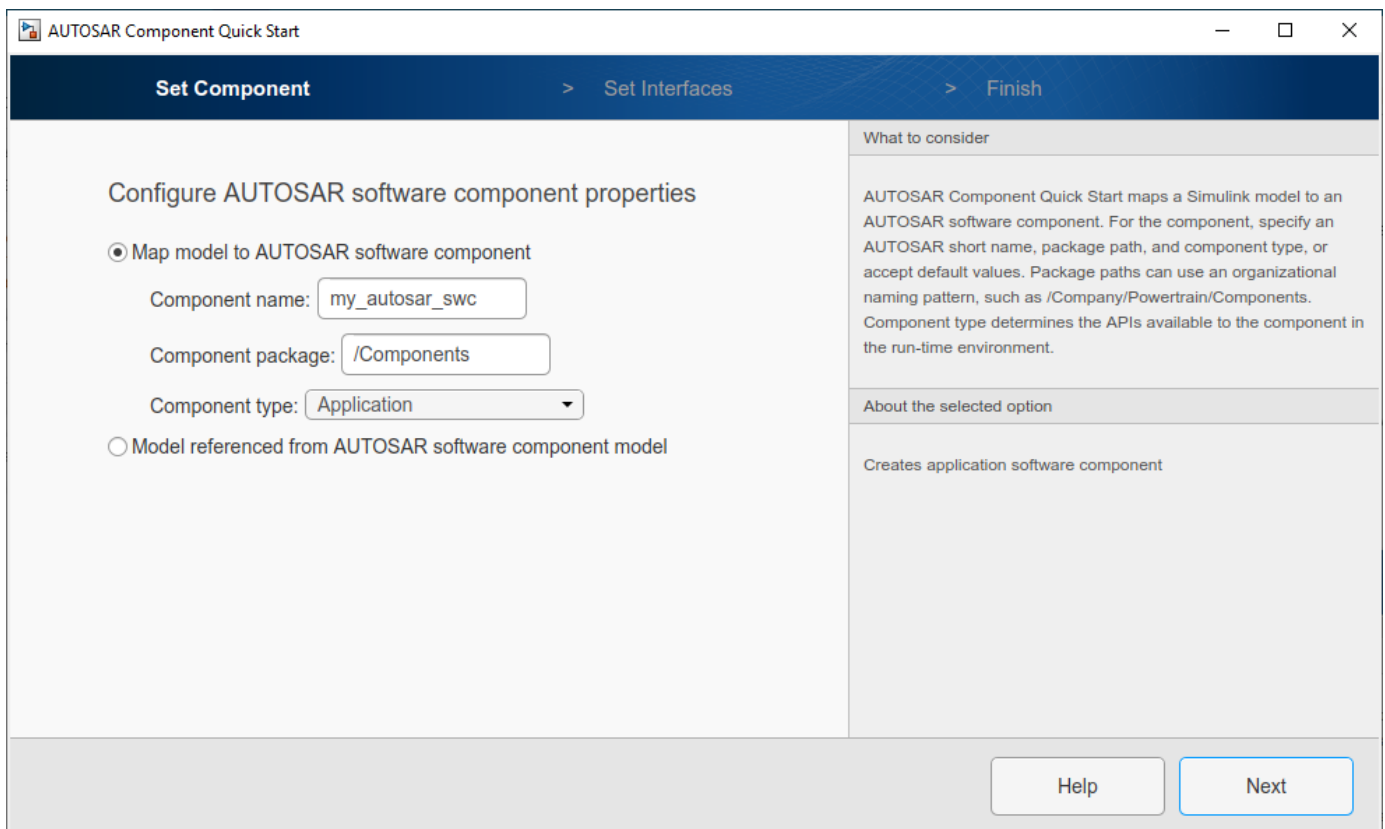 AUTOSAR Component Quick Start
Set Component > Set Interfaces > Finish
Configure AUTOSAR software component properties
Map model to AUTOSAR software component
Component name: my_autosar_swc
Component package: /Components
Component type: Application
Model referenced from AUTOSAR software component model
What to consider
AUTOSAR Component Quick Start maps a Simulink model to an
AUTOSAR software component. For the component, specify an
AUTOSAR short name, package path, and component type, or
accept default values. Package paths can use an organizational
naming pattern, such as /Company/Powertrain/Components.
Component type determines the APIs available to the component in
the run-time environment.
About the selected option
Creates application software component
Help Next